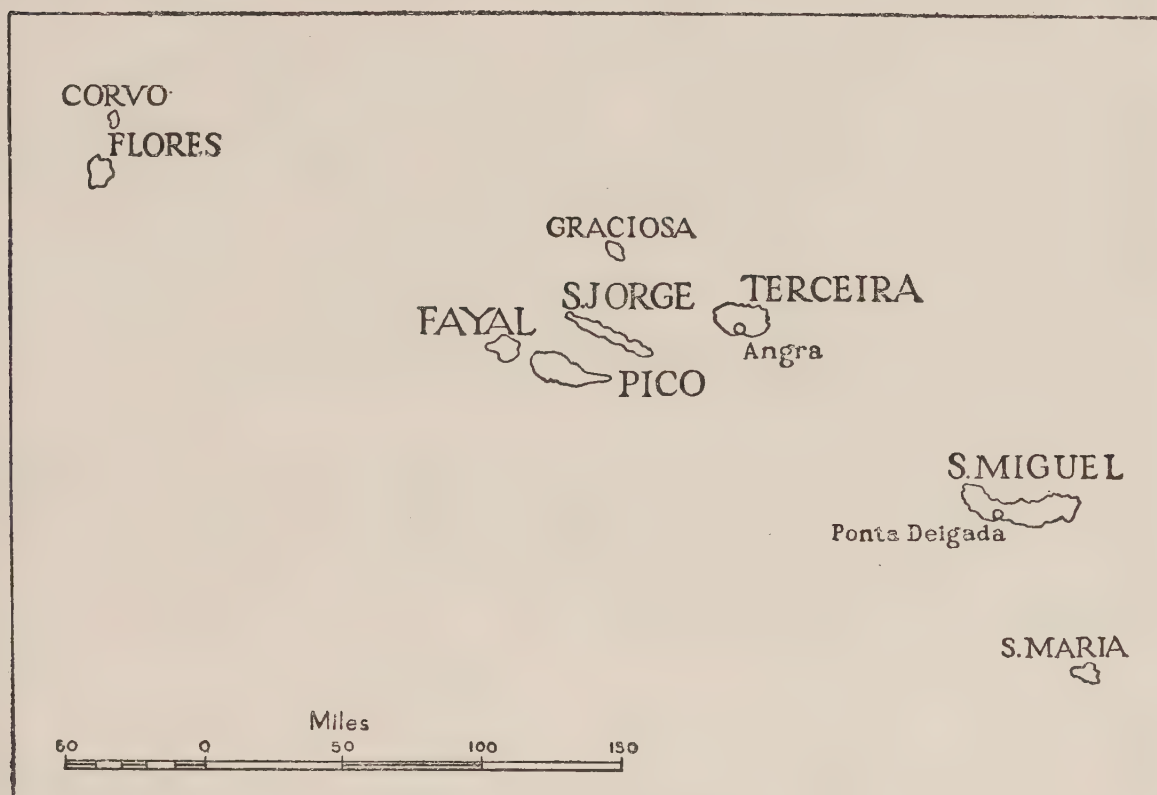 CORVO
FLORES
GRACIOSA
S.JORGE
TERCEIRA
FAYAL
Angra
PICO
S.MIGUEL
Ponta Delgada
S.MARIA
Miles
50 0 50 100 150